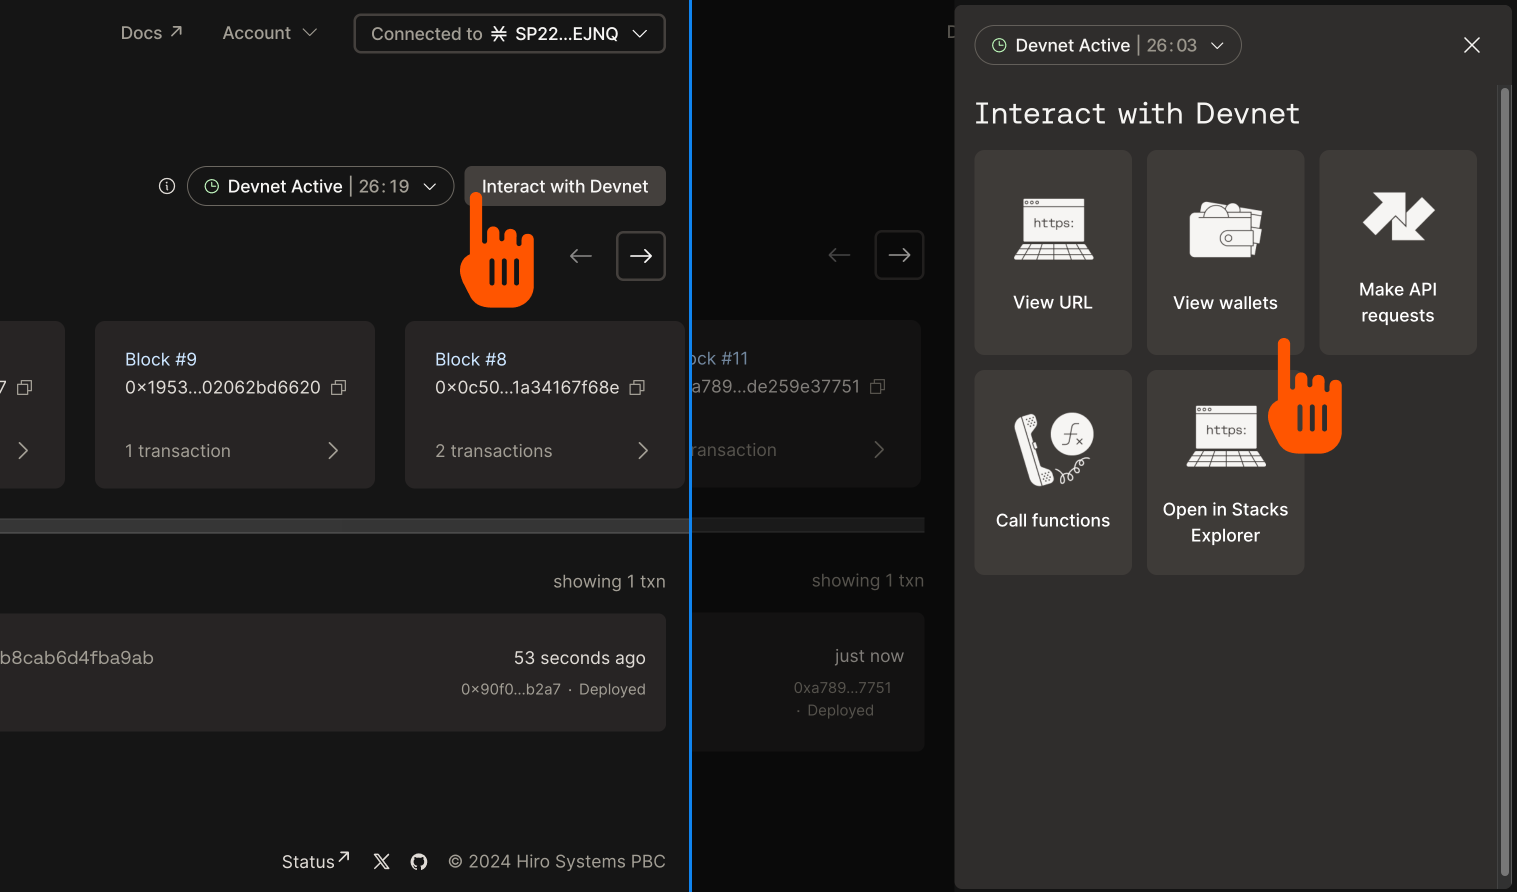 Docs
Account
Connected to SP22...EJNQ
Devnet Active | 26:19
Interact with Devnet
7
Block #9
0x1953...02062bd6620
1 transaction
Block #8
0x0c50...1a34167f68e
2 transactions
showing 1 txn
b8cab6d4fba9ab
53 seconds ago
0x90f0...b2a7 · Deployed
Status
© 2024 Hiro Systems PBC
ock #11
a789...de259e37751
ransaction
showing 1 txn
just now
0xa789...7751
· Deployed
Devnet Active | 26:03
Interact with Devnet
https:
View URL
View wallets
Make API
requests
fx
Call functions
https:
Open in Stacks
Explorer